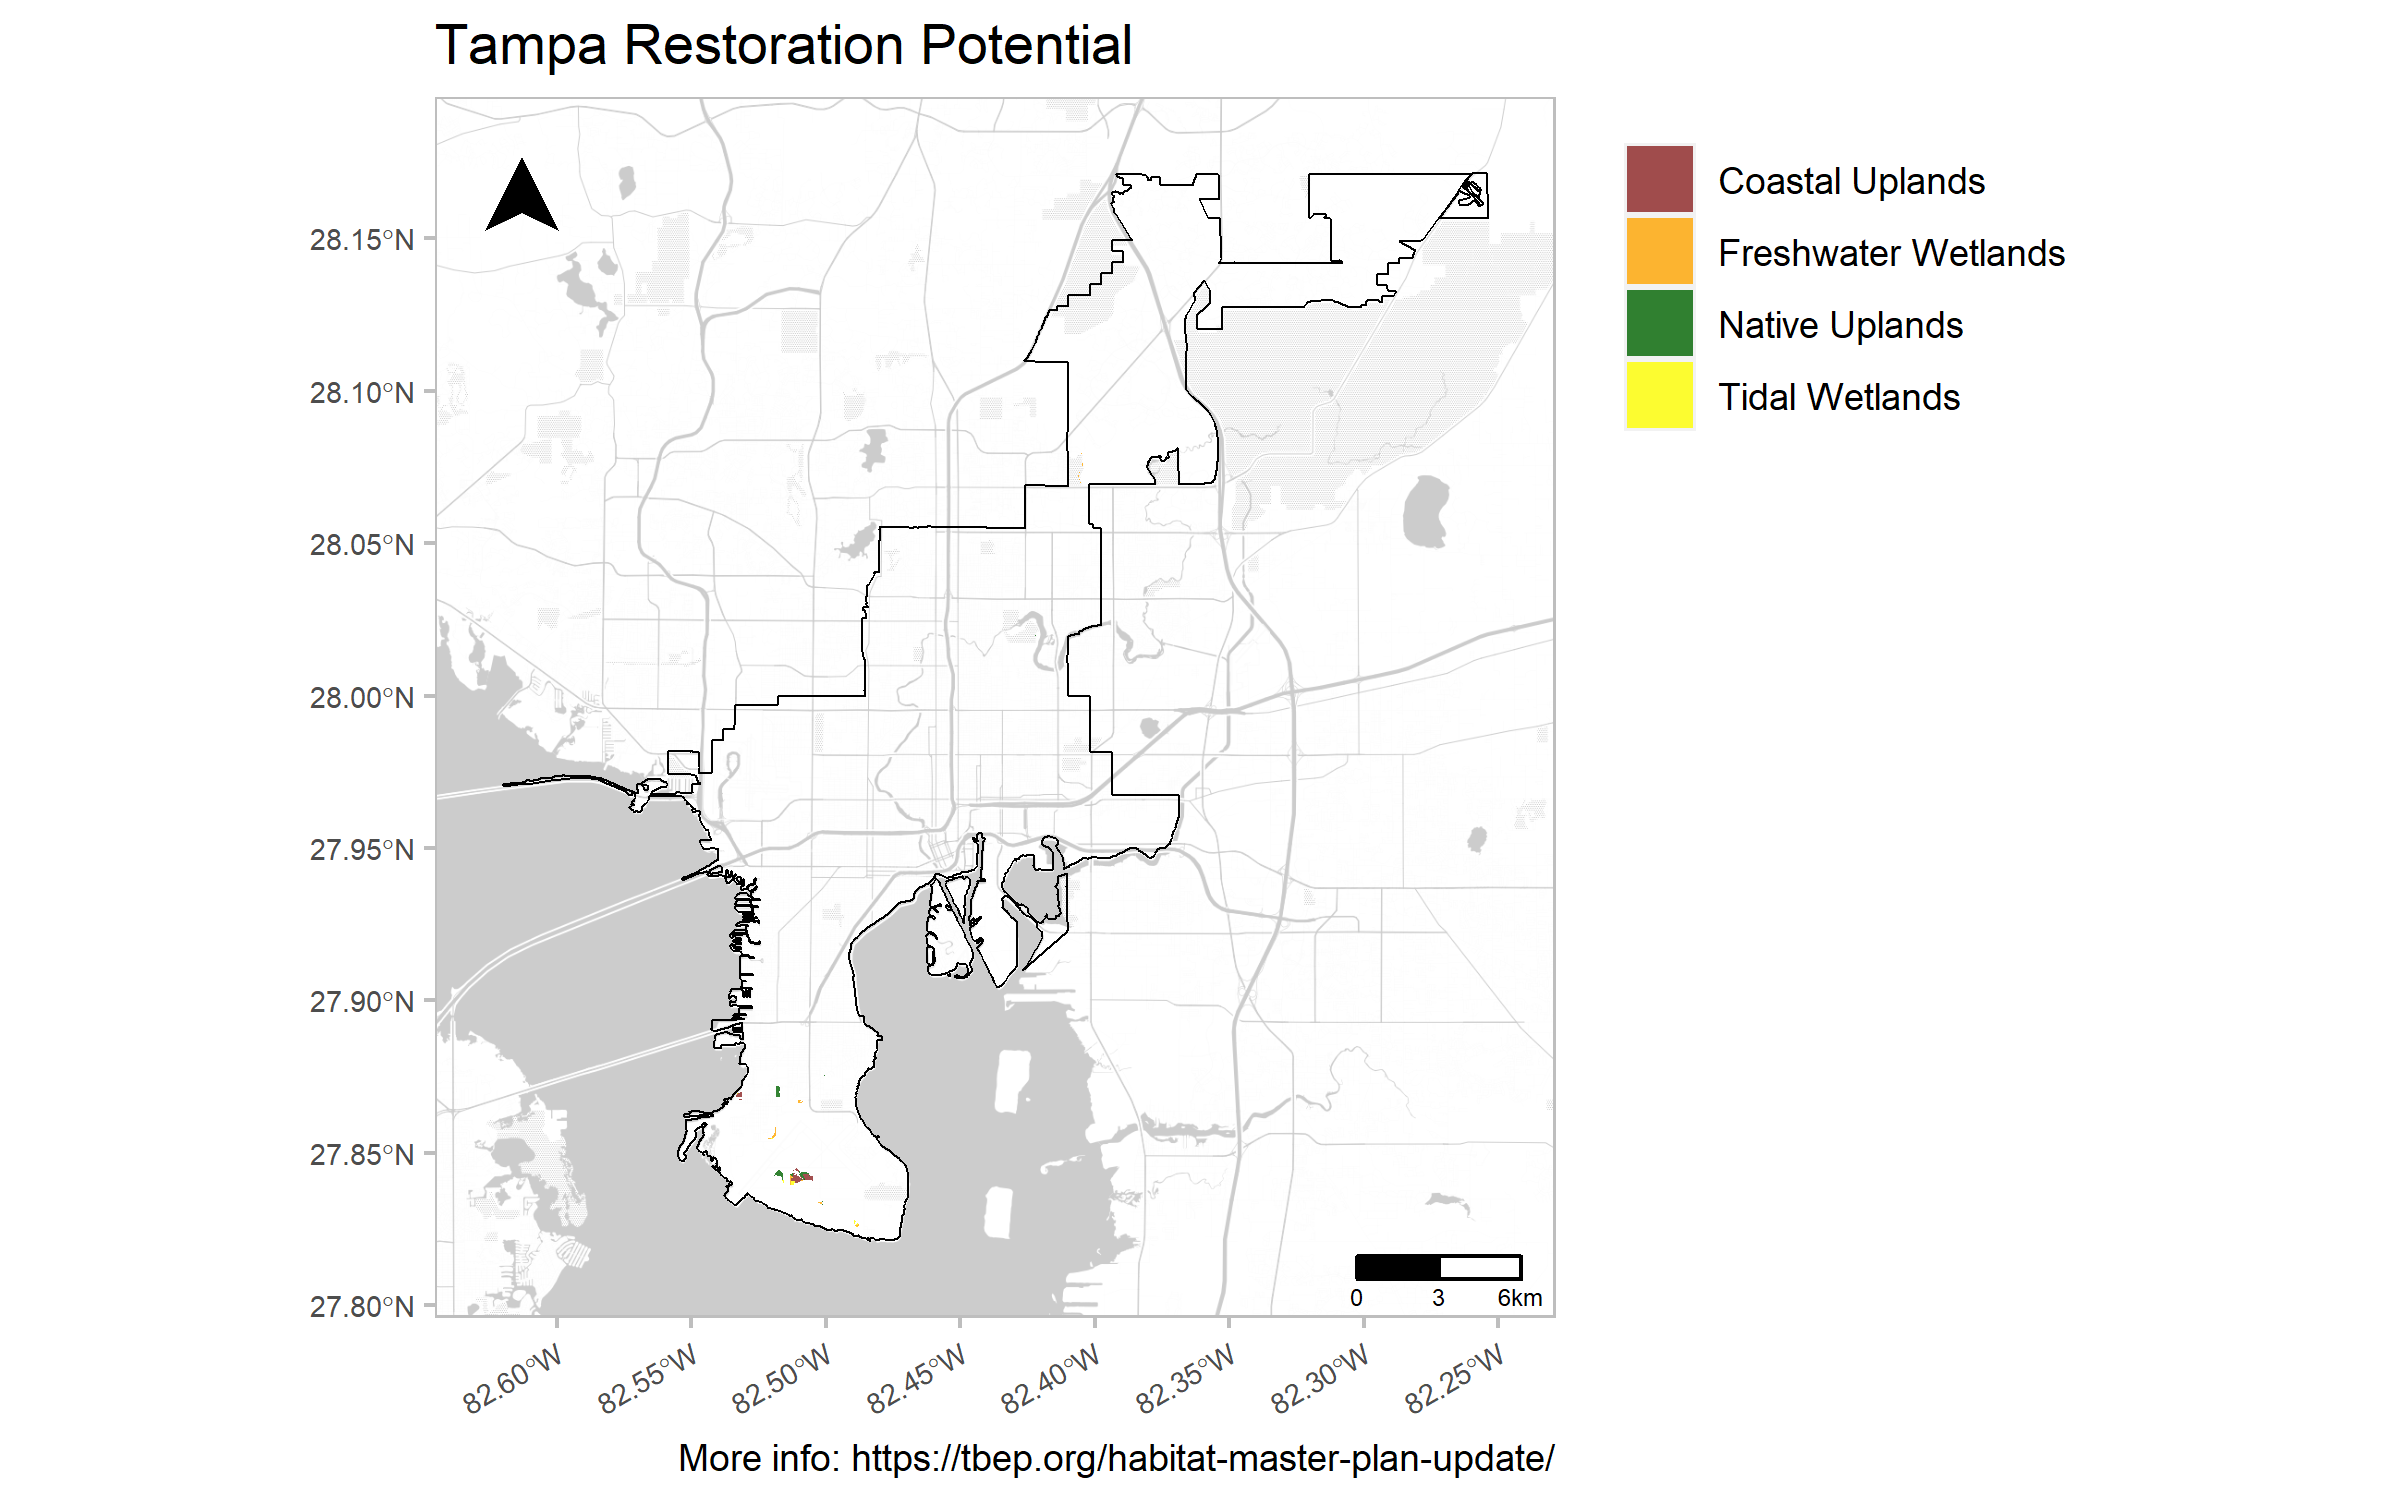 Tampa Restoration Potential
Coastal Uplands
Freshwater Wetlands
Native Uplands
Tidal Wetlands
28.15°N
28.10°N
28.05°N
28.00°N
27.95°N
27.90°N
27.85°N
27.80°N
0 3 6km
82.60°W 82.55°W 82.50°W 82.45°W 82.40°W 82.35°W 82.30°W 82.25°W
More info: https://tbep.org/habitat-master-plan-update/